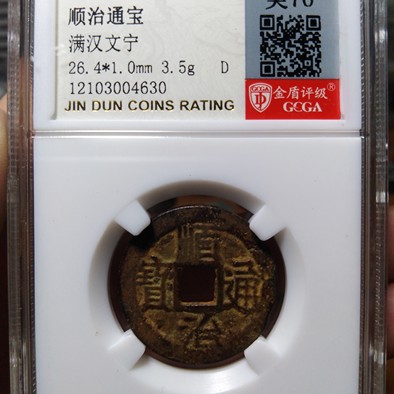 顺治通宝
满汉文宁
26.4*1.0mm 3.5g D
12103004630
JIN DUN COINS RATING
美70
金盾评级®
GCGA
順治通寳